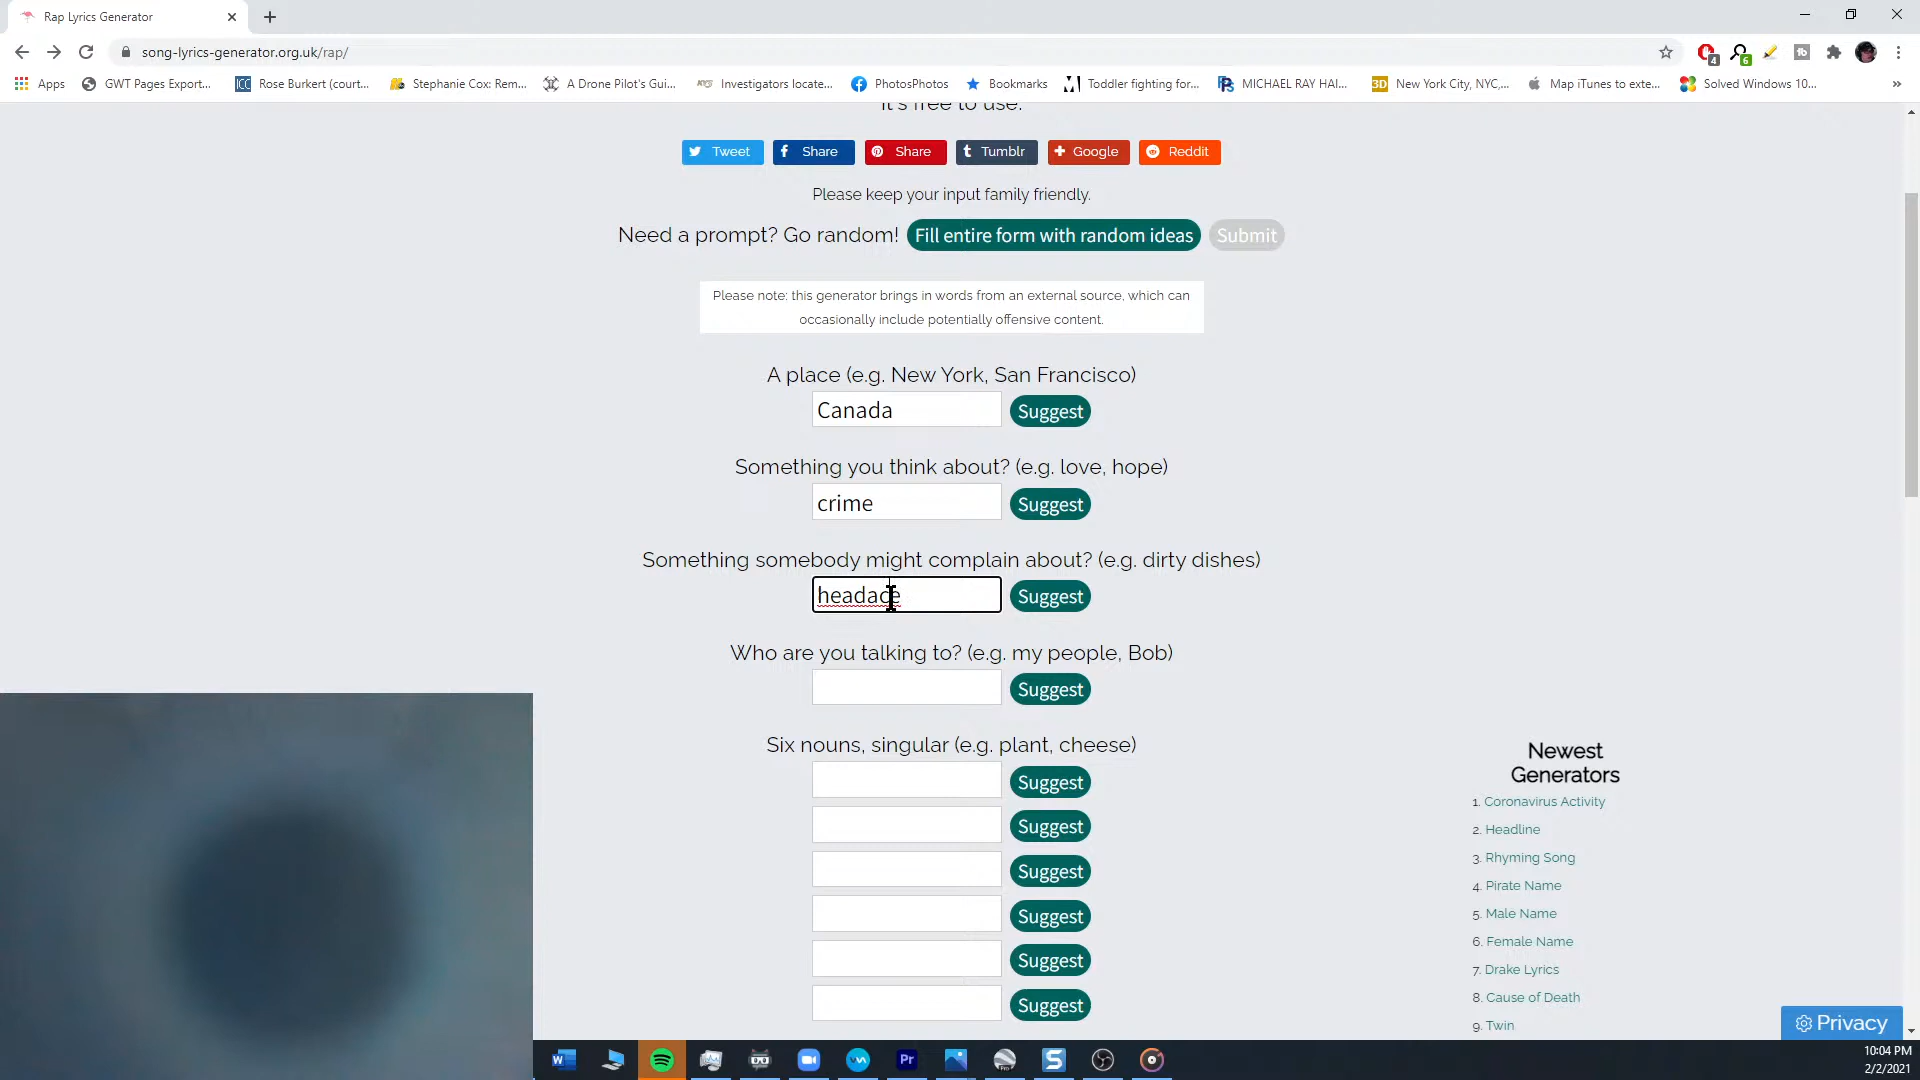 Rap Lyrics Generator
song-lyrics-generator.org.uk/rap/
4
6
Apps GWT Pages Export... ICC Rose Burkert (court... Stephanie Cox: Rem... A Drone Pilot's Gui... Investigators locate... PhotosPhotos Bookmarks Toddler fighting for... MICHAEL RAY HAI... 3D New York City, NYC,... Map iTunes to exte... Solved Windows 10...
It's free to use.
Tweet Share Share Tumblr Google Reddit
Please keep your input family friendly.
Need a prompt? Go random! Fill entire form with random ideas Submit
Please note: this generator brings in words from an external source, which can
occasionally include potentially offensive content.
A place (e.g. New York, San Francisco)
Canada Suggest
Something you think about? (e.g. love, hope)
crime Suggest
Something somebody might complain about? (e.g. dirty dishes)
headace Suggest
Who are you talking to? (e.g. my people, Bob)
Suggest
Six nouns, singular (e.g. plant, cheese)
Suggest
Suggest
Suggest
Suggest
Suggest
Suggest
Newest
Generators
1. Coronavirus Activity
2. Headline
3. Rhyming Song
4. Pirate Name
5. Male Name
6. Female Name
7. Drake Lyrics
8. Cause of Death
9. Twin
Privacy
10:04 PM
2/2/2021